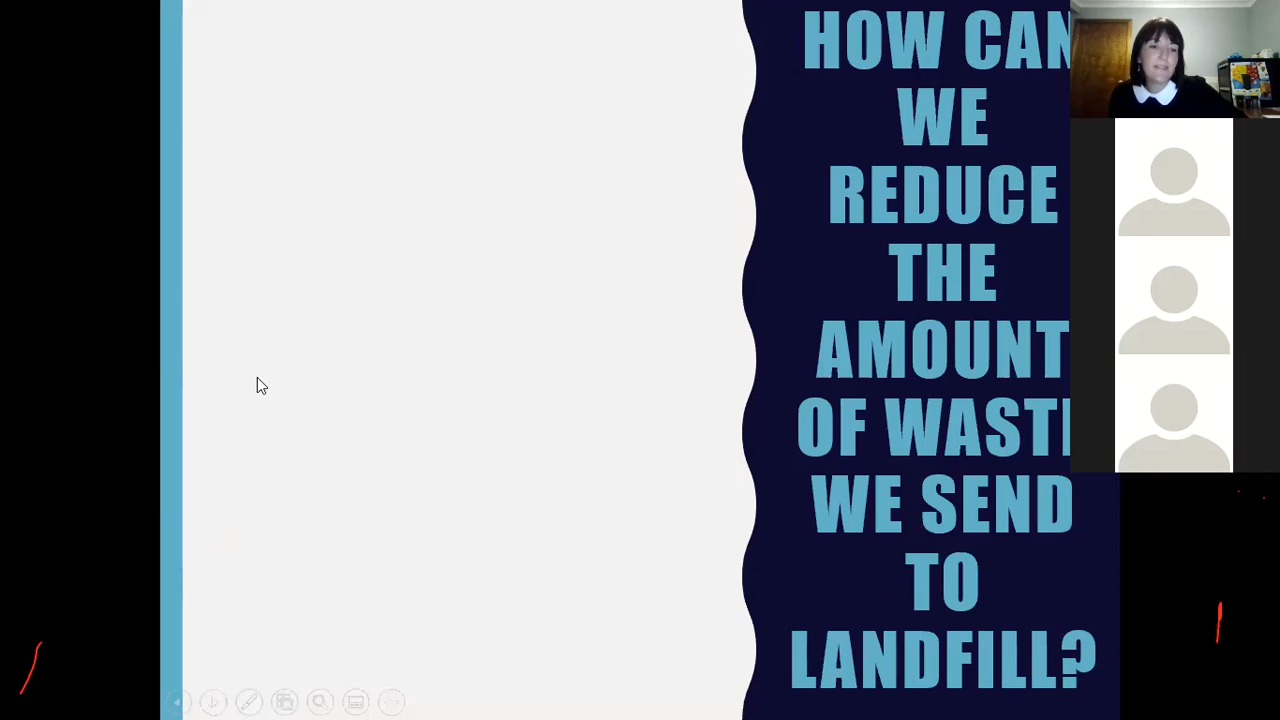 HOW CAN
WE
REDUCE
THE
AMOUNT
OF WASTE
WE SEND
TO
LANDFILL?